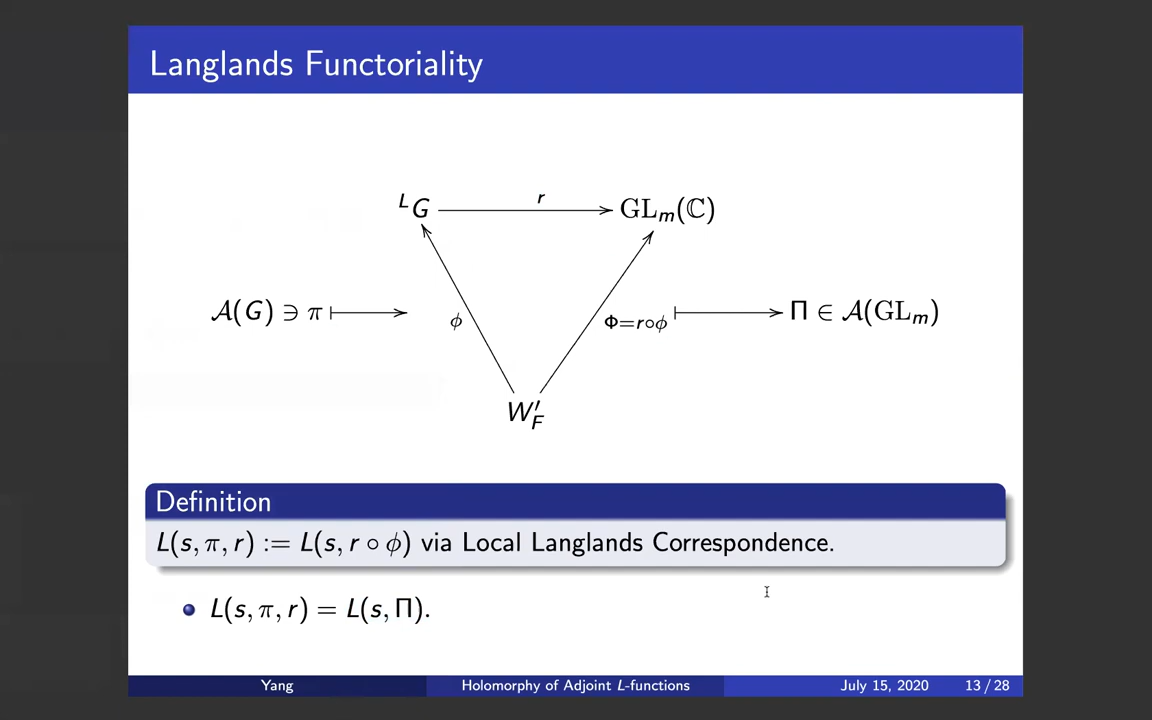 Langlands Functoriality
r
ᴸG GLₘ(ℂ)
𝒜(G) ∋ π ϕ Φ=r∘ϕ Π ∈ 𝒜(GLₘ)
W′_F
Definition
L(s, π, r) := L(s, r ∘ ϕ) via Local Langlands Correspondence.
L(s, π, r) = L(s, Π).
Yang Holomorphy of Adjoint L-functions July 15, 2020 13 / 28